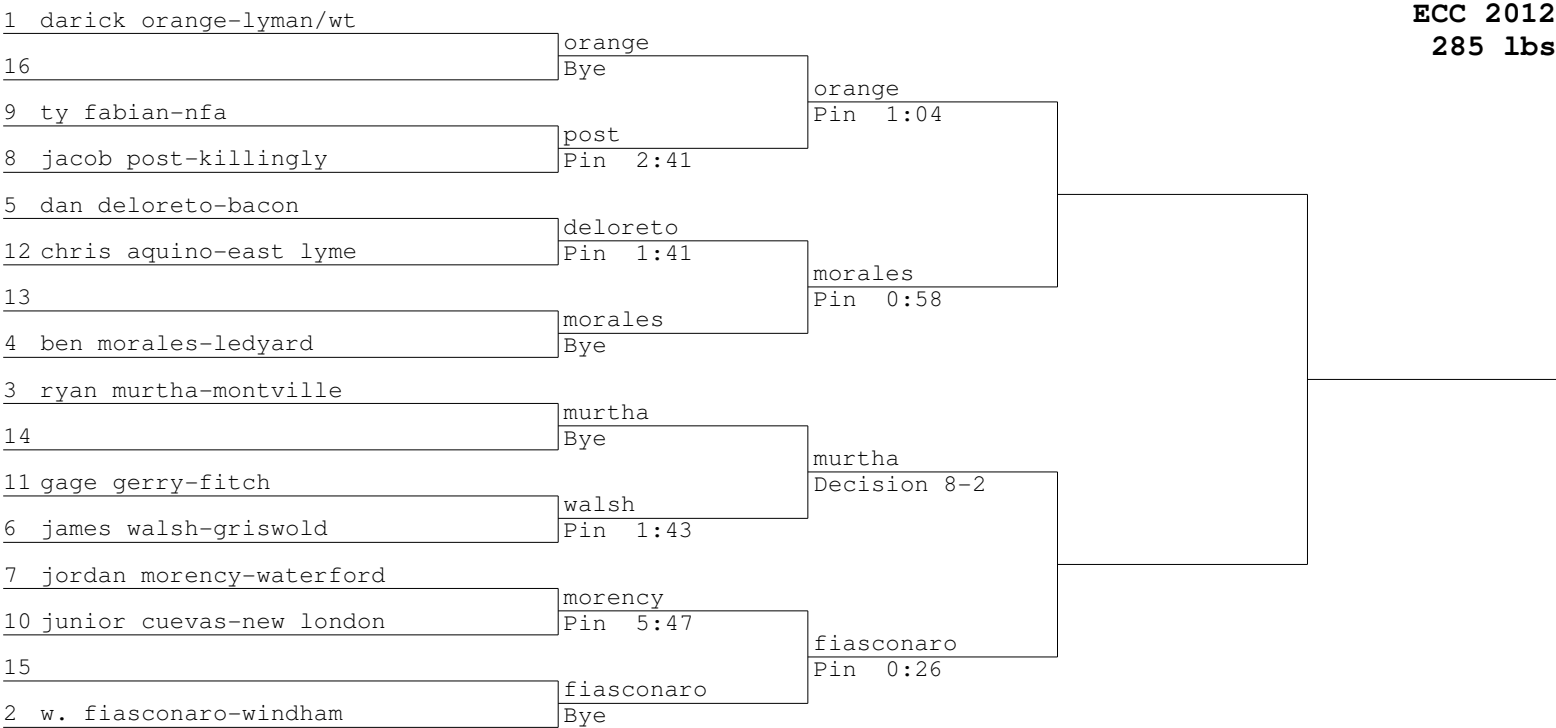 ECC 2012
285 lbs
1 darick orange-lyman/wt
16
9 ty fabian-nfa
8 jacob post-killingly
5 dan deloreto-bacon
12 chris aquino-east lyme
13
4 ben morales-ledyard
3 ryan murtha-montville
14
11 gage gerry-fitch
6 james walsh-griswold
7 jordan morency-waterford
10 junior cuevas-new london
15
2 w. fiasconaro-windham
orange
Bye
post
Pin 2:41
deloreto
Pin 1:41
morales
Bye
murtha
Bye
walsh
Pin 1:43
morency
Pin 5:47
fiasconaro
Bye
orange
Pin 1:04
morales
Pin 0:58
murtha
Decision 8-2
fiasconaro
Pin 0:26